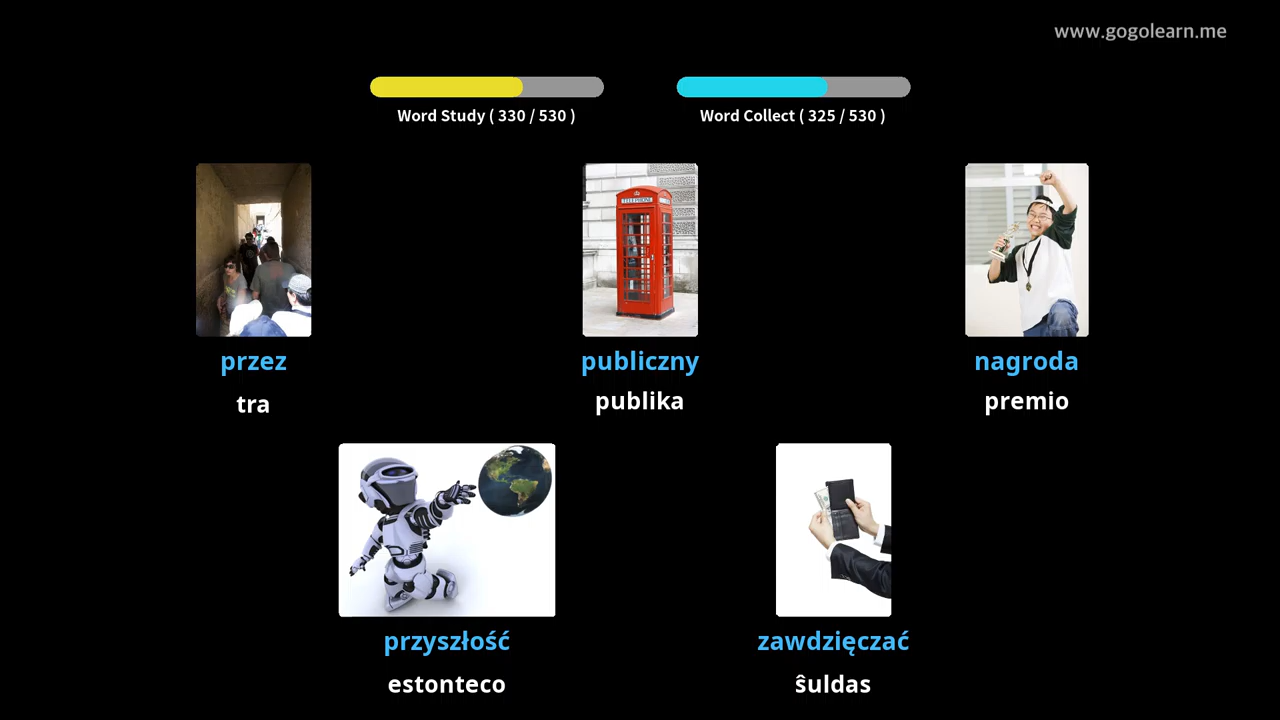 www.gogolearn.me
Word Study ( 330 / 530 )
Word Collect ( 325 / 530 )
TELEPHONE
przez
publiczny
nagroda
tra
publika
premio
przyszłość
zawdzięczać
estonteco
ŝuldas